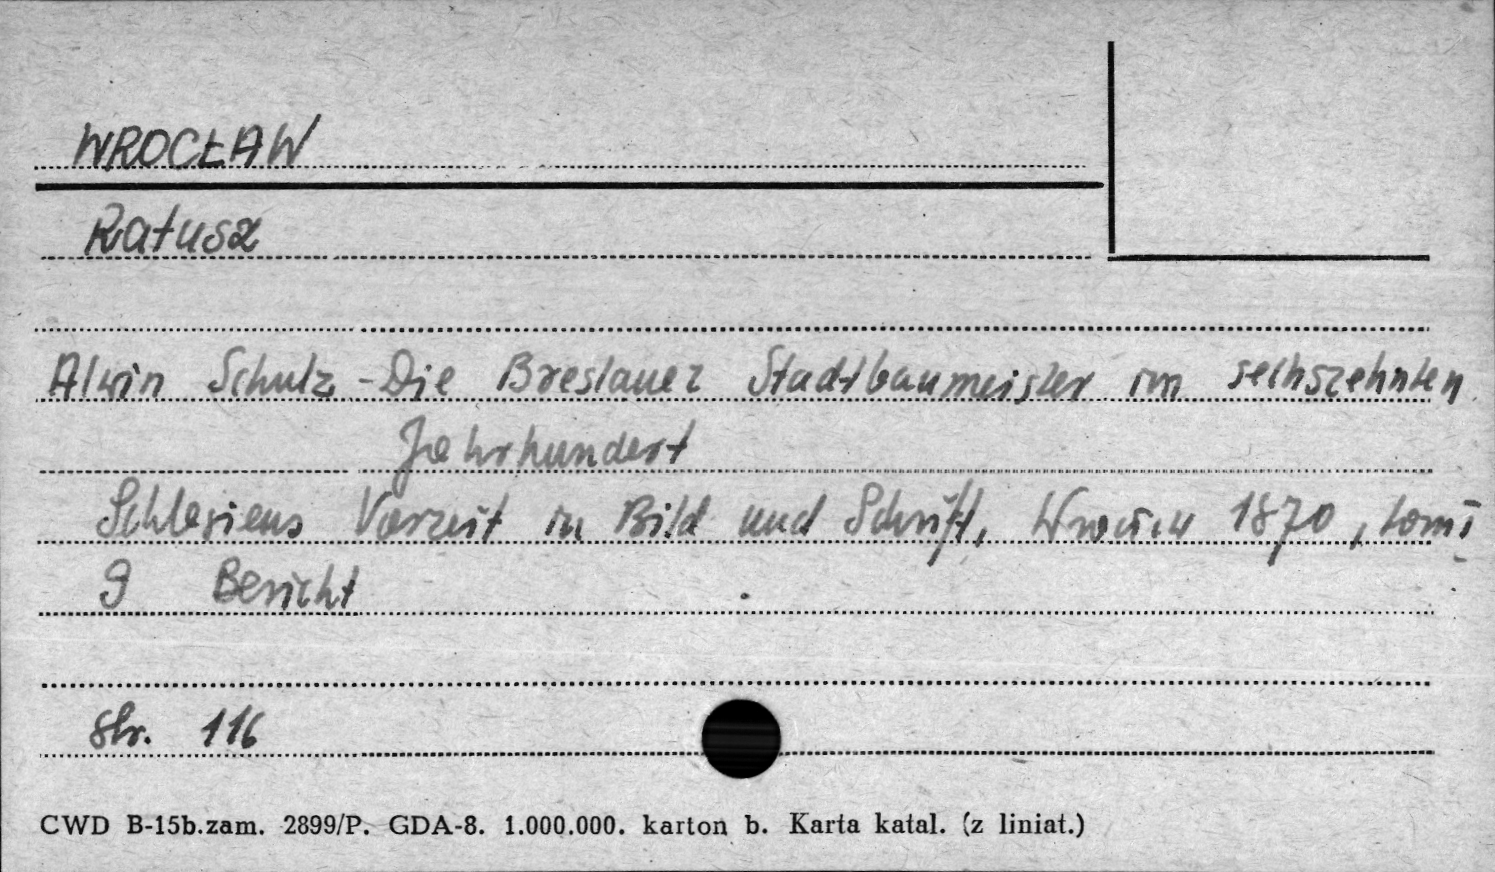 WROCŁAW
Ratusz
Alwin Schulz - Die Breslauer Stadtbaumeister im sechszehnten
Jahrhundert
Schlesiens Vorzeit in Bild und Schrift, Wrocław 1870, tom I
9 Bericht
str. 116
CWD B-15b.zam. 2899/P. GDA-8. 1.000.000. karton b. Karta katal. (z liniat.)